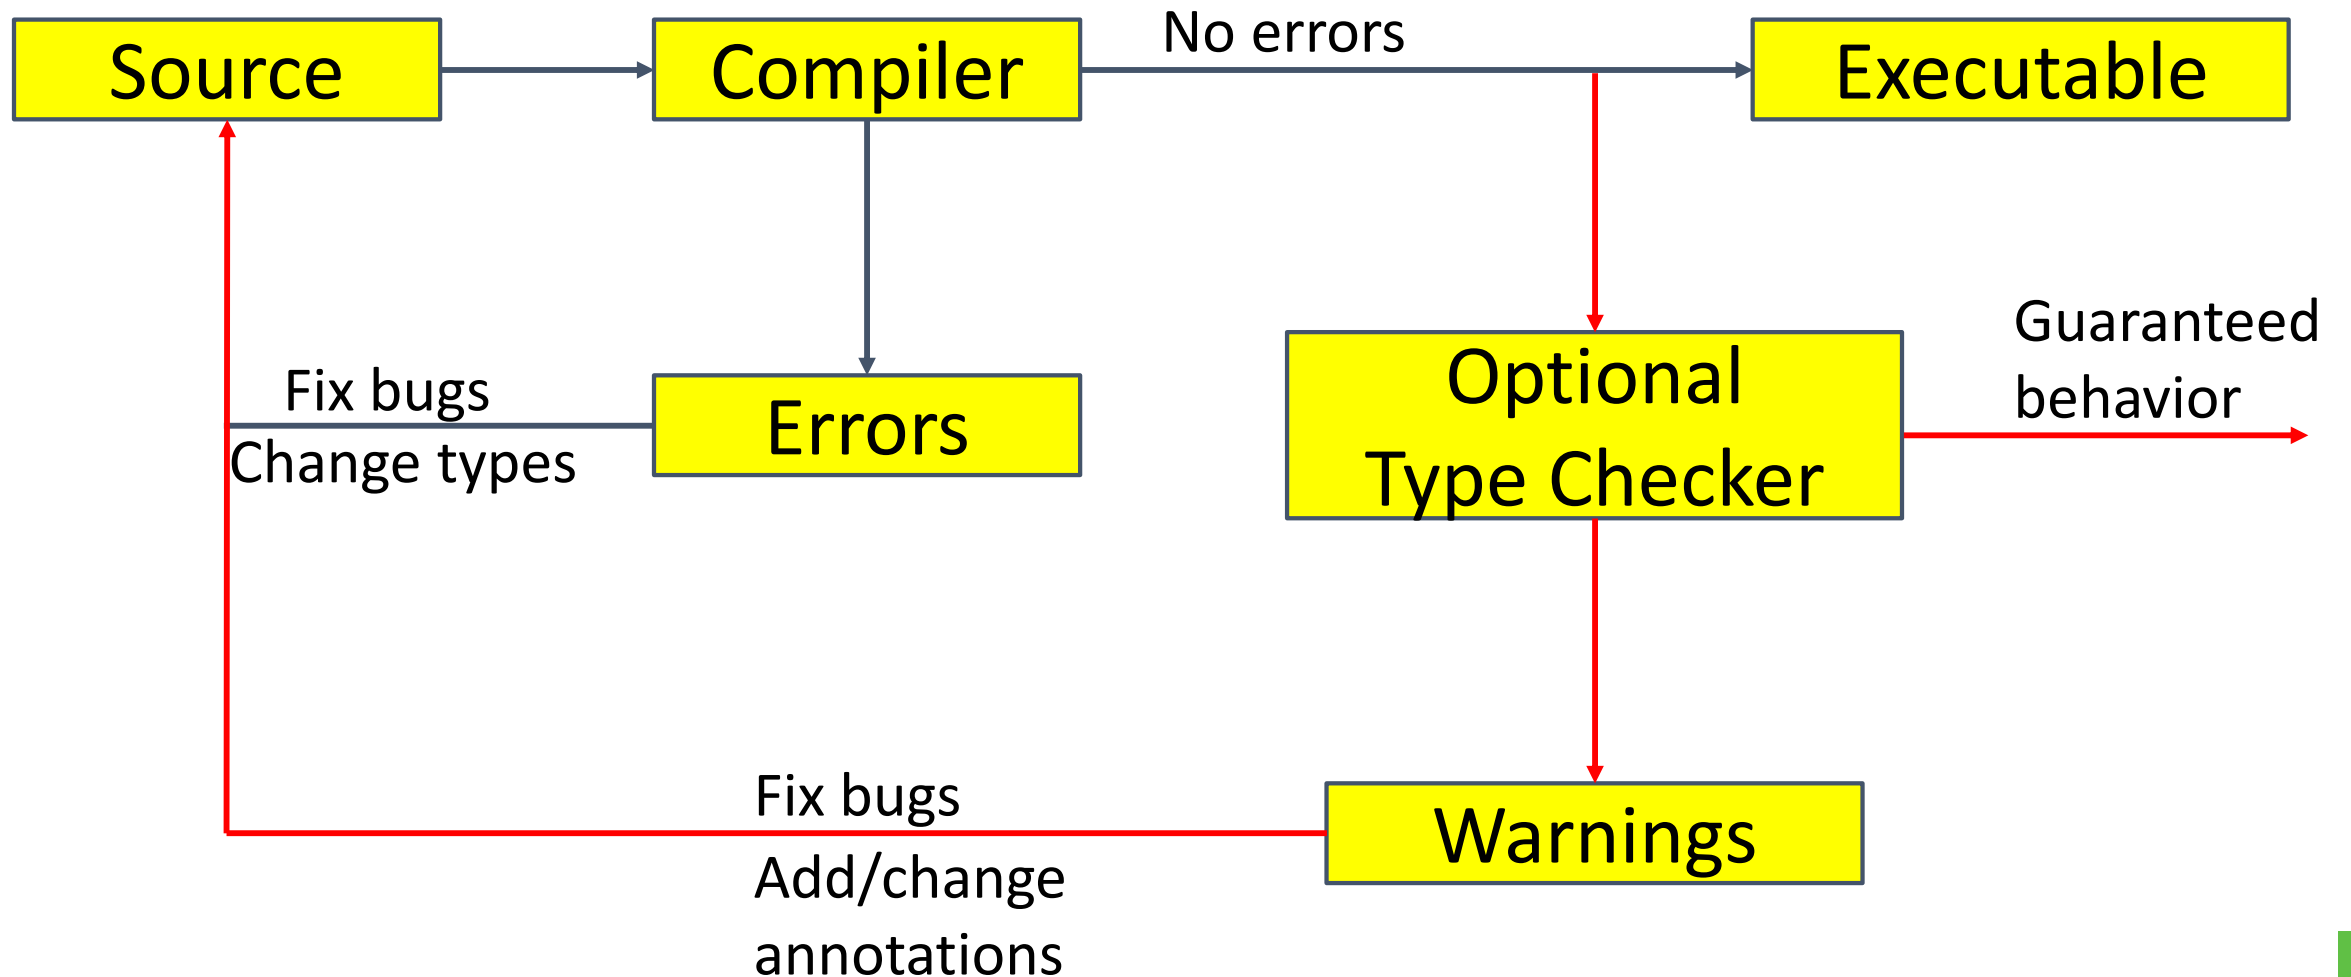 Source
Compiler
No errors
Executable
Fix bugs
Change types
Errors
Optional
Type Checker
Guaranteed
behavior
Fix bugs
Add/change
annotations
Warnings